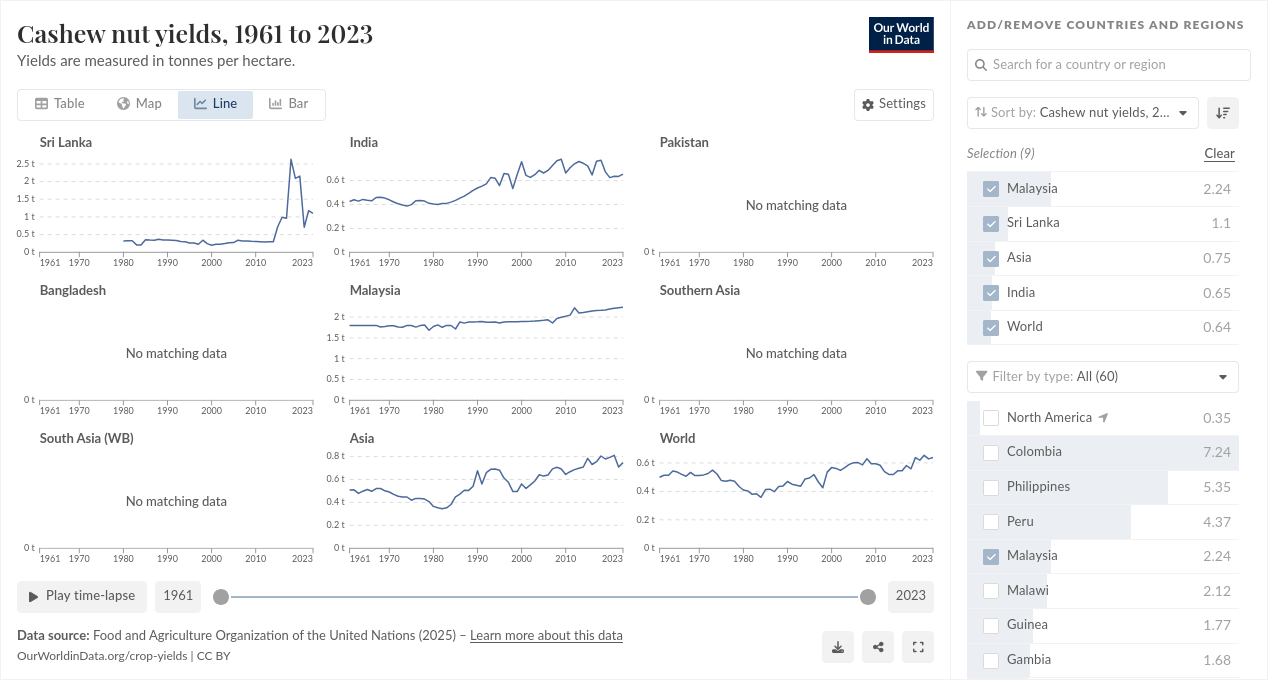 Cashew nut yields, 1961 to 2023
Yields are measured in tonnes per hectare.
Our World
in Data
Table
Map
Line
Bar
Settings
Sri Lanka
2.5 t
2 t
1.5 t
1 t
0.5 t
0 t
1961 1970 1980 1990 2000 2010 2023
India
0.6 t
0.4 t
0.2 t
0 t
1961 1970 1980 1990 2000 2010 2023
Pakistan
No matching data
0 t
1961 1970 1980 1990 2000 2010 2023
Bangladesh
No matching data
0 t
1961 1970 1980 1990 2000 2010 2023
Malaysia
2 t
1.5 t
1 t
0.5 t
0 t
1961 1970 1980 1990 2000 2010 2023
Southern Asia
No matching data
0 t
1961 1970 1980 1990 2000 2010 2023
South Asia (WB)
No matching data
0 t
1961 1970 1980 1990 2000 2010 2023
Asia
0.8 t
0.6 t
0.4 t
0.2 t
0 t
1961 1970 1980 1990 2000 2010 2023
World
0.6 t
0.4 t
0.2 t
0 t
1961 1970 1980 1990 2000 2010 2023
Play time-lapse
1961
2023
Data source: Food and Agriculture Organization of the United Nations (2025) – Learn more about this data
OurWorldinData.org/crop-yields | CC BY
ADD/REMOVE COUNTRIES AND REGIONS
Search for a country or region
Sort by: Cashew nut yields, 2...
Selection (9)
Clear
Malaysia 2.24
Sri Lanka 1.1
Asia 0.75
India 0.65
World 0.64
Filter by type: All (60)
North America 0.35
Colombia 7.24
Philippines 5.35
Peru 4.37
Malaysia 2.24
Malawi 2.12
Guinea 1.77
Gambia 1.68